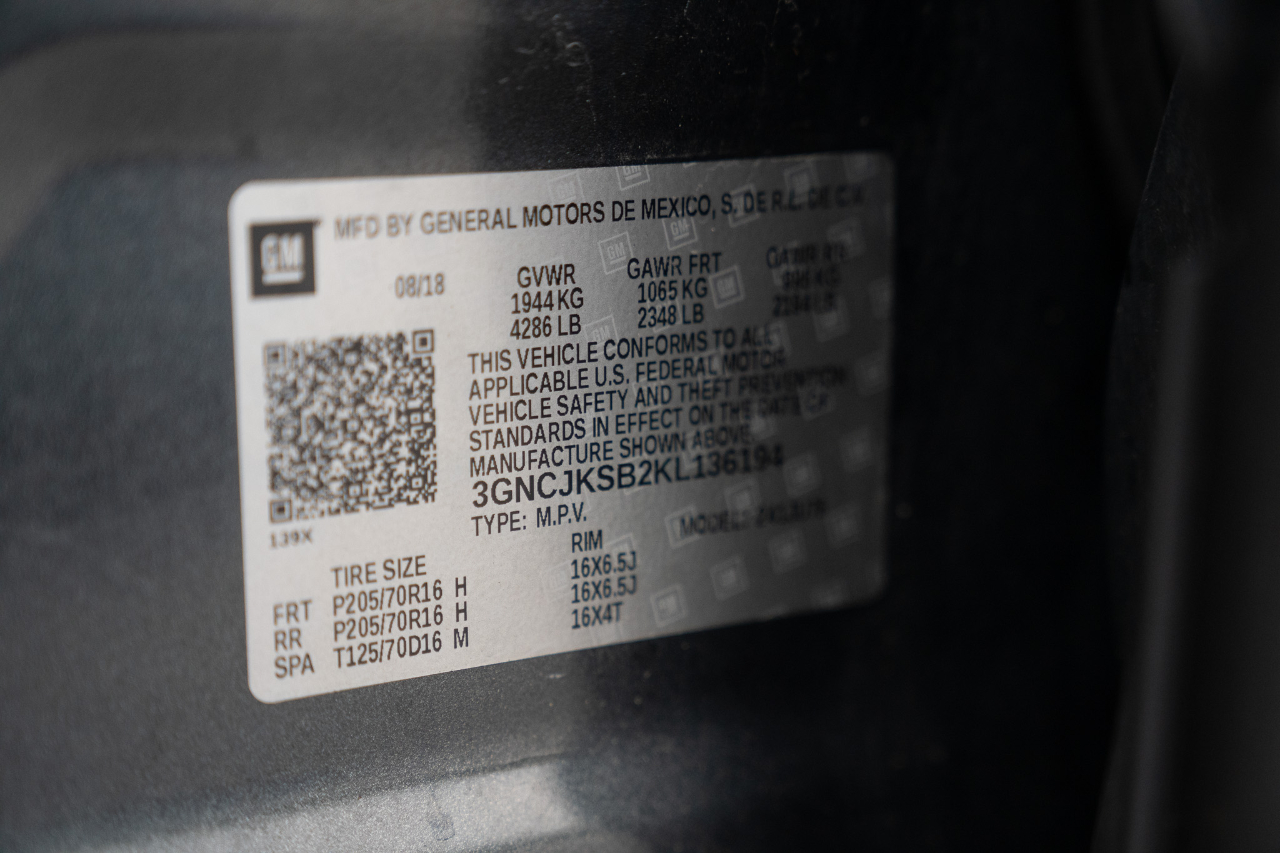 GM
MFD BY GENERAL MOTORS DE MEXICO, S. DE R.L. DE C.V.
08/18
GVWR GAWR FRT GAWR RR
1944 KG 1065 KG
4286 LB 2348 LB
THIS VEHICLE CONFORMS TO ALL
APPLICABLE U.S. FEDERAL MOTOR
VEHICLE SAFETY AND THEFT PREVENTION
STANDARDS IN EFFECT ON THE DATE OF
MANUFACTURE SHOWN ABOVE.
3GNCJKSB2KL136194
139X
TYPE: M.P.V. MODEL:
TIRE SIZE RIM
FRT P205/70R16 H 16X6.5J
RR P205/70R16 H 16X6.5J
SPA T125/70D16 M 16X4T